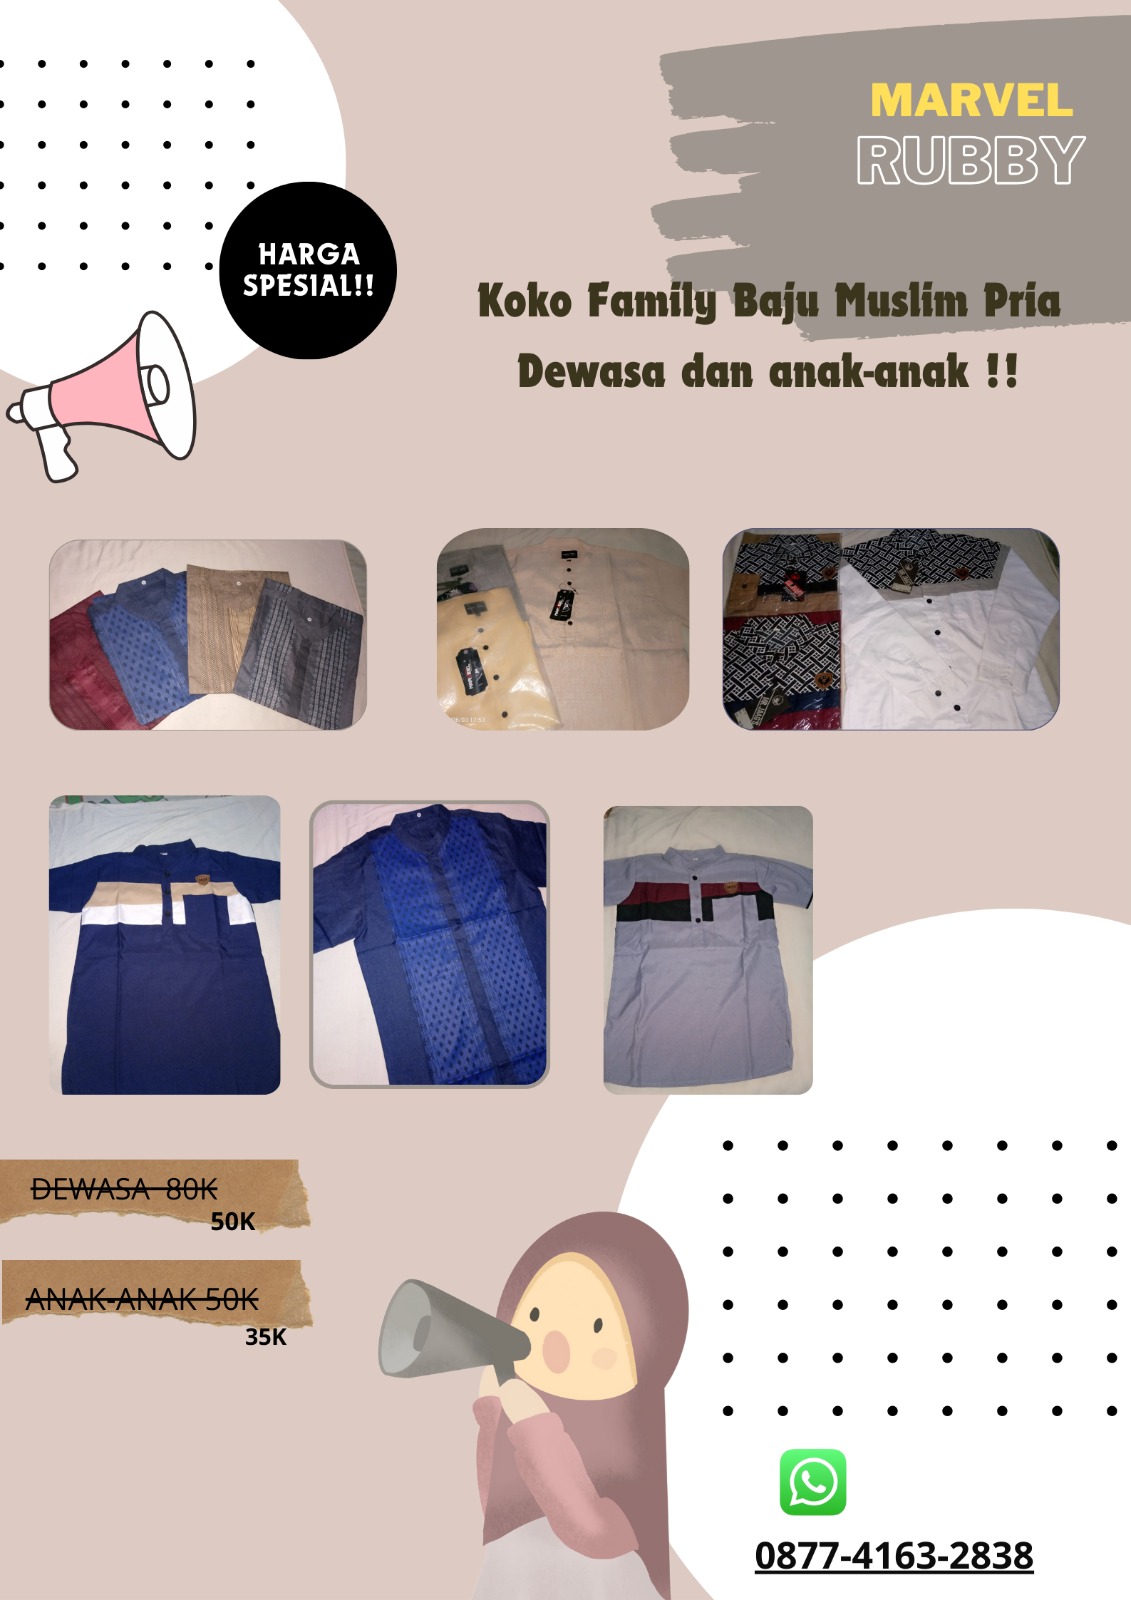 MARVEL
RUBBY
HARGA
SPESIAL!!
Koko Family Baju Muslim Pria
Dewasa dan anak-anak !!
DEWASA 80K
50K
ANAK-ANAK 50K
35K
0877-4163-2838